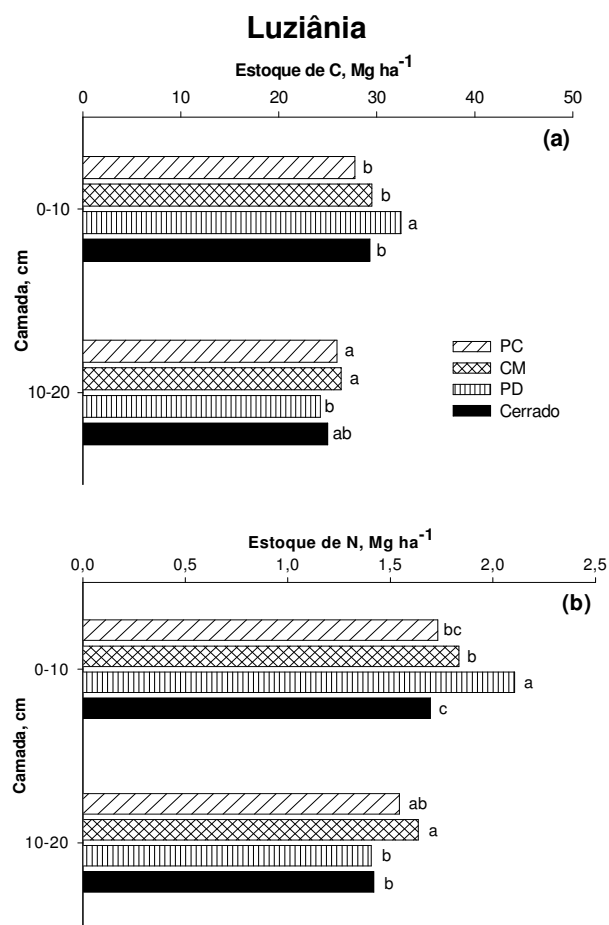 Luziânia
Estoque de C, Mg ha-1
0 10 20 30 40 50
(a)
Camada, cm
0-10
b
b
a
b
10-20
a
a
b
ab
PC
CM
PD
Cerrado
Estoque de N, Mg ha-1
0,0 0,5 1,0 1,5 2,0 2,5
(b)
Camada, cm
0-10
bc
b
a
c
10-20
ab
a
b
b